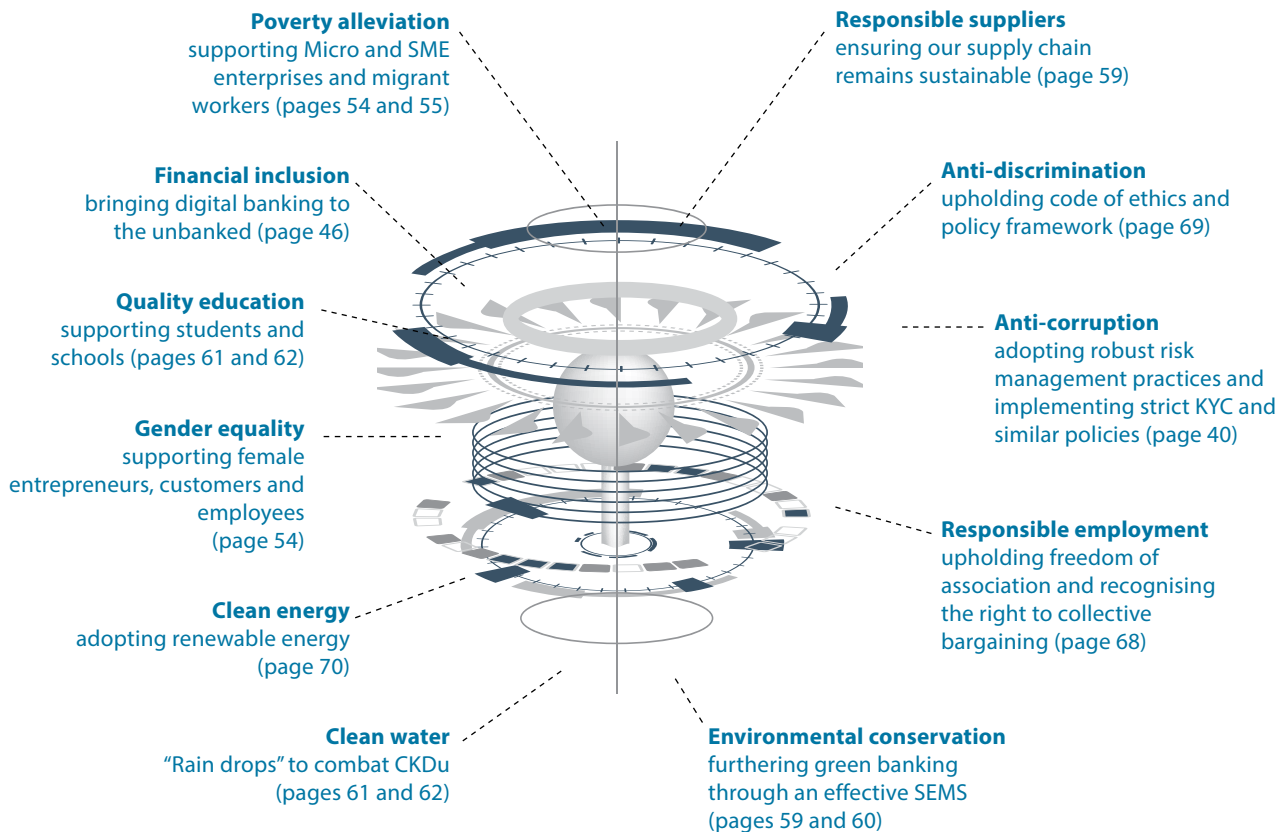 Poverty alleviation
supporting Micro and SME
enterprises and migrant
workers (pages 54 and 55)
Financial inclusion
bringing digital banking to
the unbanked (page 46)
Quality education
supporting students and
schools (pages 61 and 62)
Gender equality
supporting female
entrepreneurs, customers and
employees
(page 54)
Clean energy
adopting renewable energy
(page 70)
Clean water
“Rain drops” to combat CKDu
(pages 61 and 62)
Responsible suppliers
ensuring our supply chain
remains sustainable (page 59)
Anti-discrimination
upholding code of ethics and
policy framework (page 69)
Anti-corruption
adopting robust risk
management practices and
implementing strict KYC and
similar policies (page 40)
Responsible employment
upholding freedom of
association and recognising
the right to collective
bargaining (page 68)
Environmental conservation
furthering green banking
through an effective SEMS
(pages 59 and 60)